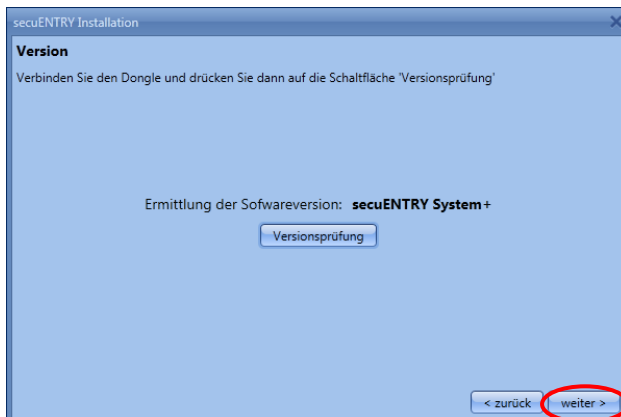 secuENTRY Installation
Version
Verbinden Sie den Dongle und drücken Sie dann auf die Schaltfläche 'Versionsprüfung'
Ermittlung der Sofwareversion: secuENTRY System+
Versionsprüfung
< zurück weiter >